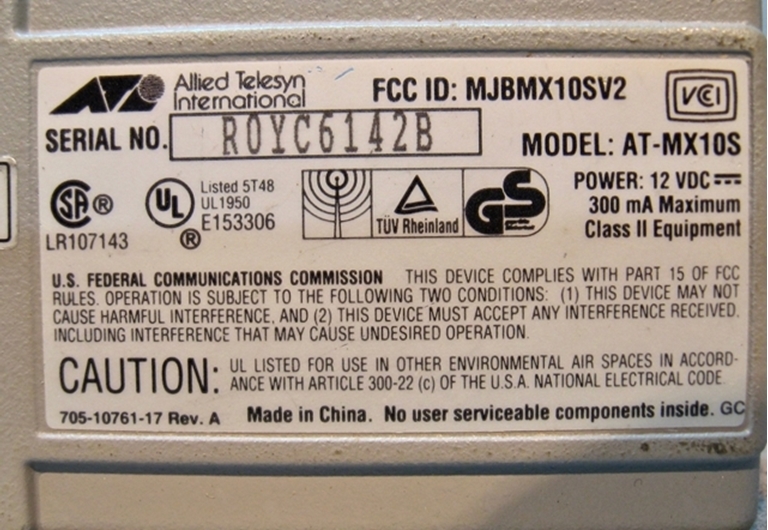 Allied Telesyn
International
FCC ID: MJBMX10SV2
VCI
SERIAL NO. R0YC6142B
MODEL: AT-MX10S
SA ®
LR107143
UL ®
Listed 5T48
UL1950
E153306
TÜV Rheinland
GS
POWER: 12 VDC⎓
300 mA Maximum
Class II Equipment
U.S. FEDERAL COMMUNICATIONS COMMISSION THIS DEVICE COMPLIES WITH PART 15 OF FCC
RULES. OPERATION IS SUBJECT TO THE FOLLOWING TWO CONDITIONS: (1) THIS DEVICE MAY NOT
CAUSE HARMFUL INTERFERENCE, AND (2) THIS DEVICE MUST ACCEPT ANY INTERFERENCE RECEIVED.
INCLUDING INTERFERENCE THAT MAY CAUSE UNDESIRED OPERATION.
CAUTION: UL LISTED FOR USE IN OTHER ENVIRONMENTAL AIR SPACES IN ACCORD-
ANCE WITH ARTICLE 300-22 (c) OF THE U.S.A. NATIONAL ELECTRICAL CODE.
705-10761-17 Rev. A Made in China. No user serviceable components inside. GC